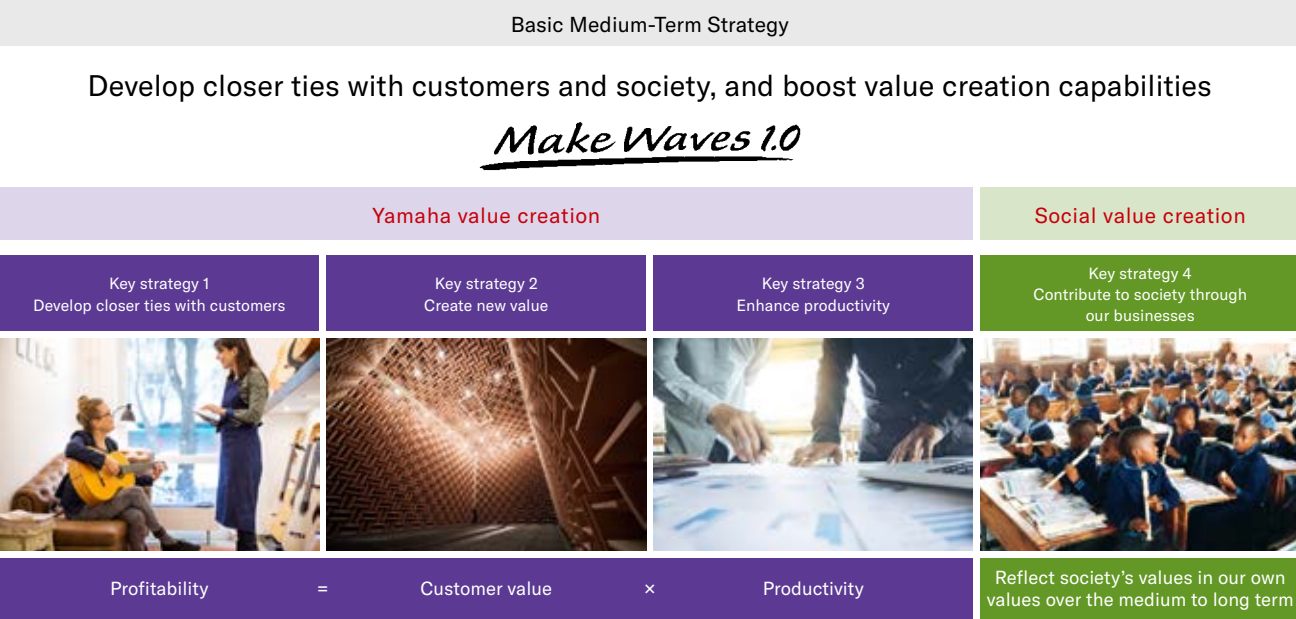 Basic Medium-Term Strategy
Develop closer ties with customers and society, and boost value creation capabilities
Make Waves 1.0
Yamaha value creation
Social value creation
Key strategy 1
Develop closer ties with customers
Key strategy 2
Create new value
Key strategy 3
Enhance productivity
Key strategy 4
Contribute to society through
our businesses
Profitability = Customer value × Productivity
Reflect society’s values in our own
values over the medium to long term